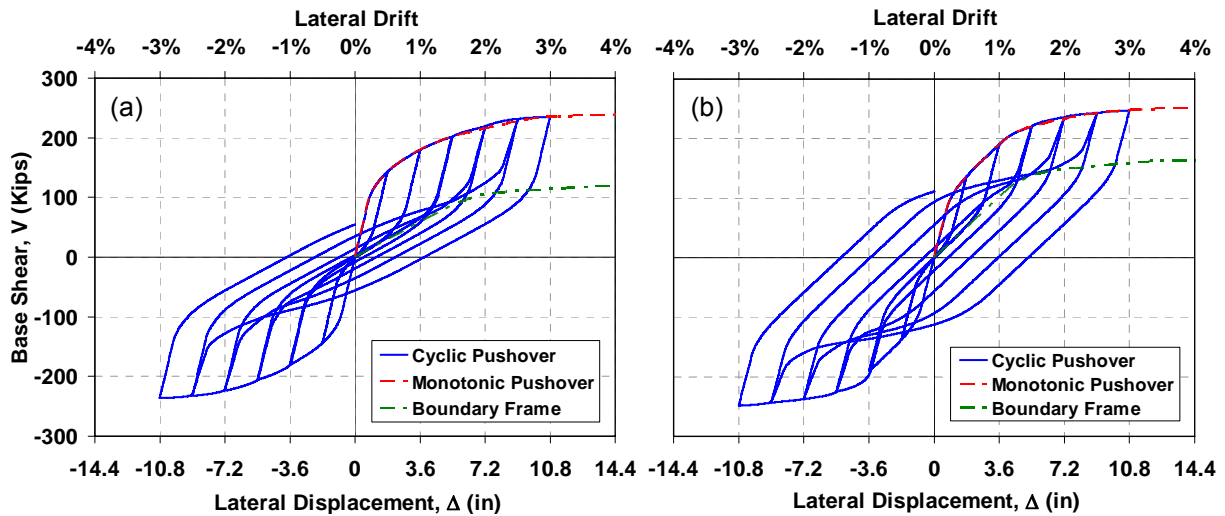 Lateral Drift
-4% -3% -2% -1% 0% 1% 2% 3% 4%
300
200
100
0
-100
-200
-300
Base Shear, V (Kips)
(a)
Cyclic Pushover
Monotonic Pushover
Boundary Frame
-14.4 -10.8 -7.2 -3.6 0 3.6 7.2 10.8 14.4
Lateral Displacement, Δ (in)
Lateral Drift
-4% -3% -2% -1% 0% 1% 2% 3% 4%
(b)
Cyclic Pushover
Monotonic Pushover
Boundary Frame
-14.4 -10.8 -7.2 -3.6 0 3.6 7.2 10.8 14.4
Lateral Displacement, Δ (in)